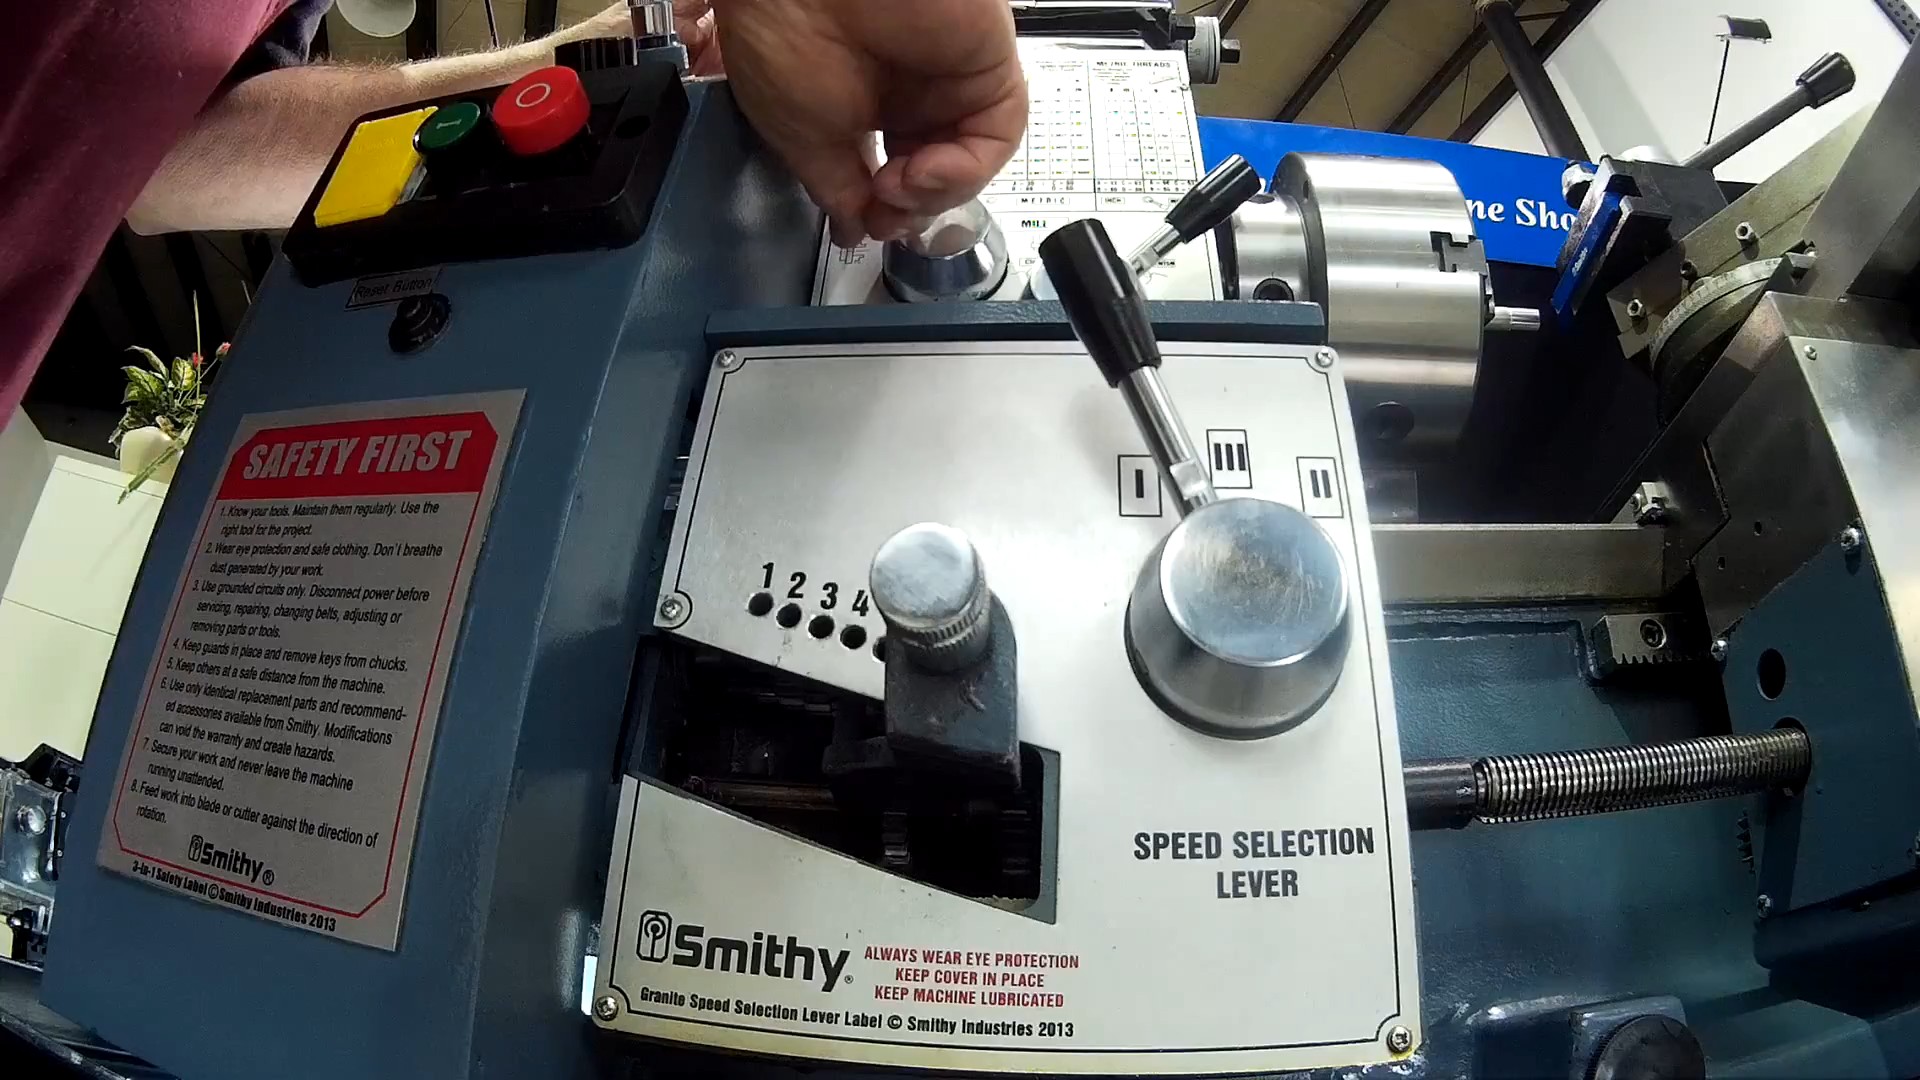 METRIC THREADS
METRIC
INCH
MILL
ne Sho
Reset Button
SAFETY FIRST
1. Know your tools. Maintain them regularly. Use the
right tool for the project.
2. Wear eye protection and safe clothing. Don't breathe
dust generated by your work.
3. Use grounded circuits only. Disconnect power before
servicing, repairing, changing belts, adjusting or
removing parts or tools.
4. Keep guards in place and remove keys from chucks.
5. Keep others at a safe distance from the machine.
6. Use only identical replacement parts and recommend-
ed accessories available from Smithy. Modifications
can void the warranty and create hazards.
7. Secure your work and never leave the machine
running unattended.
8. Feed work into blade or cutter against the direction of
rotation.
Smithy®
3-in-1 Safety Label © Smithy Industries 2013
I
III
II
1 2 3 4
SPEED SELECTION
LEVER
Smithy®
ALWAYS WEAR EYE PROTECTION
KEEP COVER IN PLACE
KEEP MACHINE LUBRICATED
Granite Speed Selection Lever Label © Smithy Industries 2013